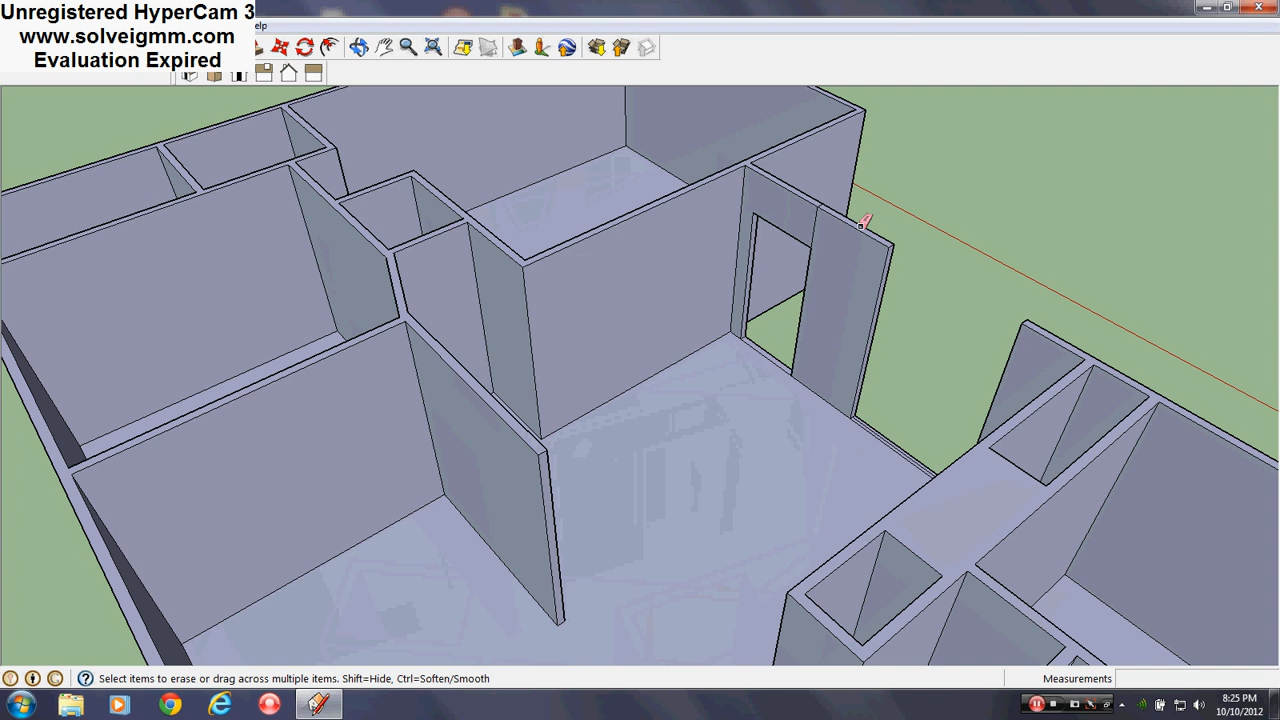 Unregistered HyperCam 3
www.solveigmm.com
Evaluation Expired
elp
Select items to erase or drag across multiple items. Shift=Hide, Ctrl=Soften/Smooth
Measurements
8:25 PM
10/10/2012